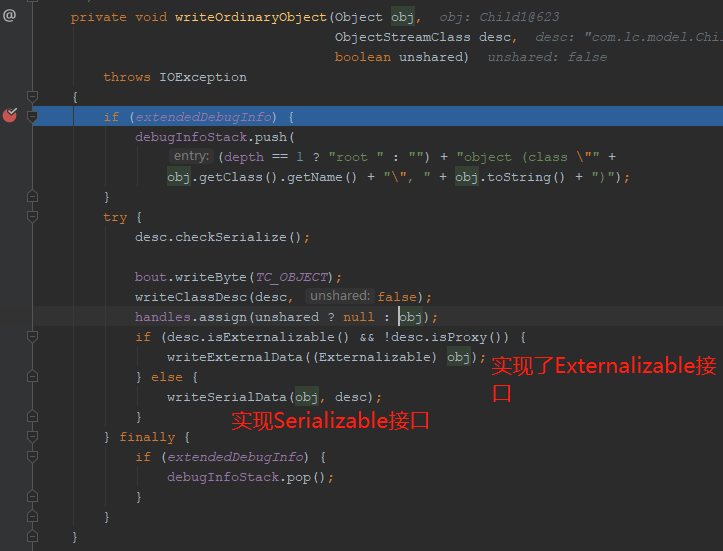 @
private void writeOrdinaryObject(Object obj, obj: Child1@623
ObjectStreamClass desc, desc: "com.lc.model.Chi
boolean unshared) unshared: false
throws IOException
{
if (extendedDebugInfo) {
debugInfoStack.push(
entry: (depth == 1 ? "root " : "") + "object (class \"" +
obj.getClass().getName() + "\", " + obj.toString() + ")");
}
try {
desc.checkSerialize();
bout.writeByte(TC_OBJECT);
writeClassDesc(desc, unshared: false);
handles.assign(unshared ? null : obj);
if (desc.isExternalizable() && !desc.isProxy()) {
writeExternalData((Externalizable) obj);
实现了Externalizable接
口
} else {
writeSerialData(obj, desc);
实现Serializable接口
}
} finally {
if (extendedDebugInfo) {
debugInfoStack.pop();
}
}
}